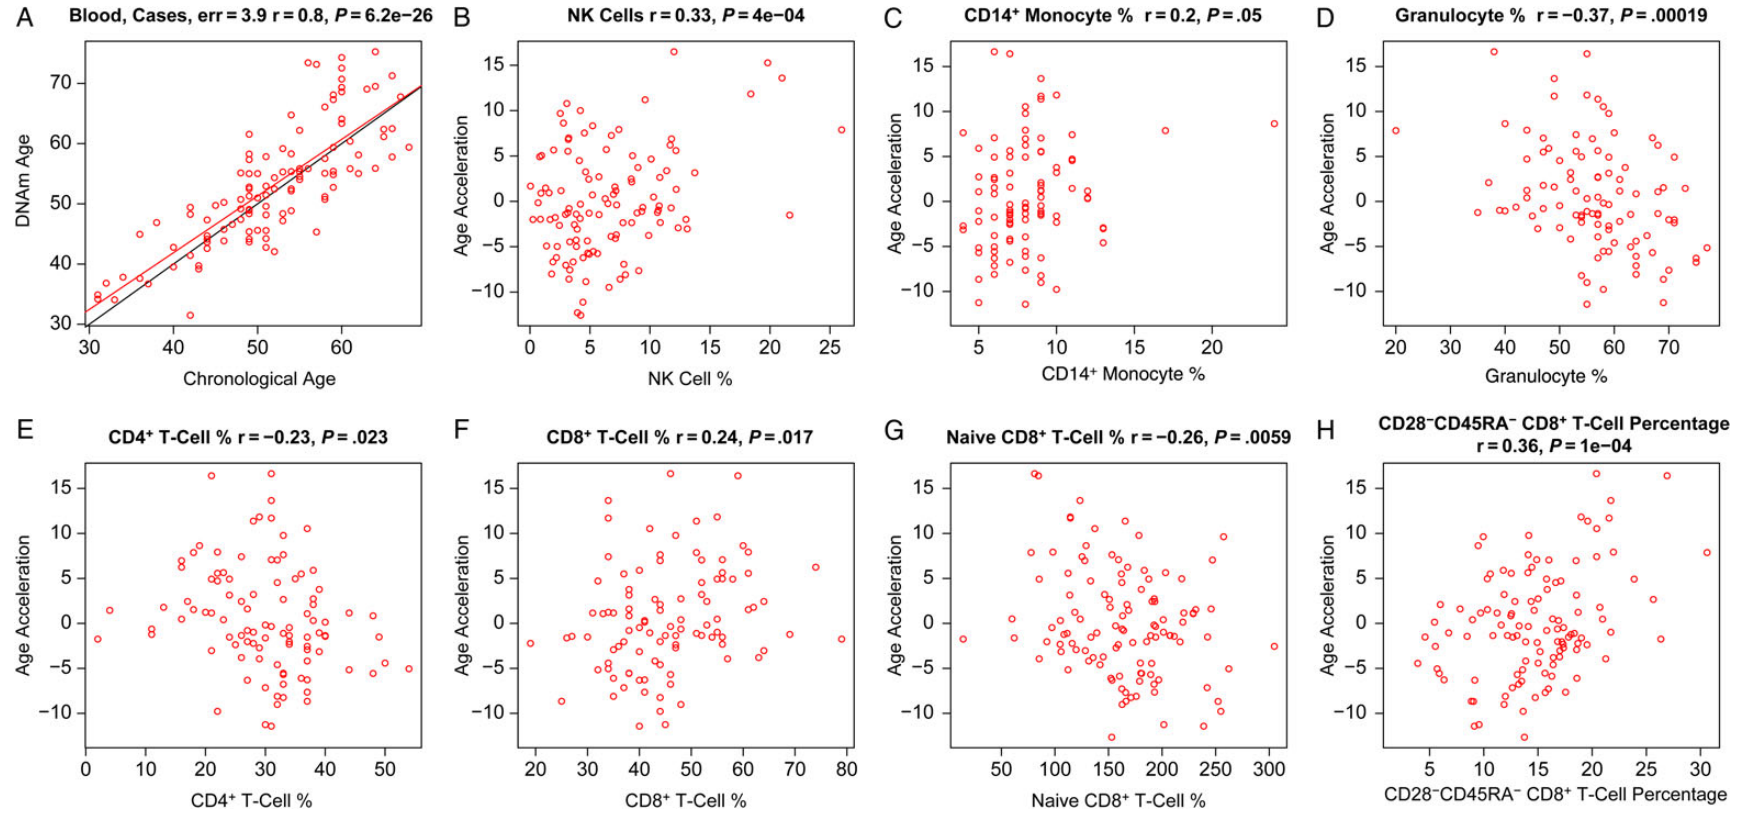 A Blood, Cases, err = 3.9 r = 0.8, P = 6.2e−26
70
60
50
40
30
DNAm Age
30 40 50 60
Chronological Age
B NK Cells r = 0.33, P = 4e−04
15
10
5
0
−5
−10
Age Acceleration
0 5 10 15 20 25
NK Cell %
C CD14⁺ Monocyte % r = 0.2, P = .05
15
10
5
0
−5
−10
Age Acceleration
5 10 15 20
CD14⁺ Monocyte %
D Granulocyte % r = −0.37, P = .00019
15
10
5
0
−5
−10
Age Acceleration
20 30 40 50 60 70
Granulocyte %
E CD4⁺ T-Cell % r = −0.23, P = .023
15
10
5
0
−5
−10
Age Acceleration
0 10 20 30 40 50
CD4⁺ T-Cell %
F CD8⁺ T-Cell % r = 0.24, P = .017
15
10
5
0
−5
−10
Age Acceleration
20 30 40 50 60 70 80
CD8⁺ T-Cell %
G Naive CD8⁺ T-Cell % r = −0.26, P = .0059
15
10
5
0
−5
−10
Age Acceleration
50 100 150 200 250 300
Naive CD8⁺ T-Cell %
H CD28⁻CD45RA⁻ CD8⁺ T-Cell Percentage
r = 0.36, P = 1e−04
15
10
5
0
−5
−10
Age Acceleration
5 10 15 20 25 30
CD28⁻CD45RA⁻ CD8⁺ T-Cell Percentage